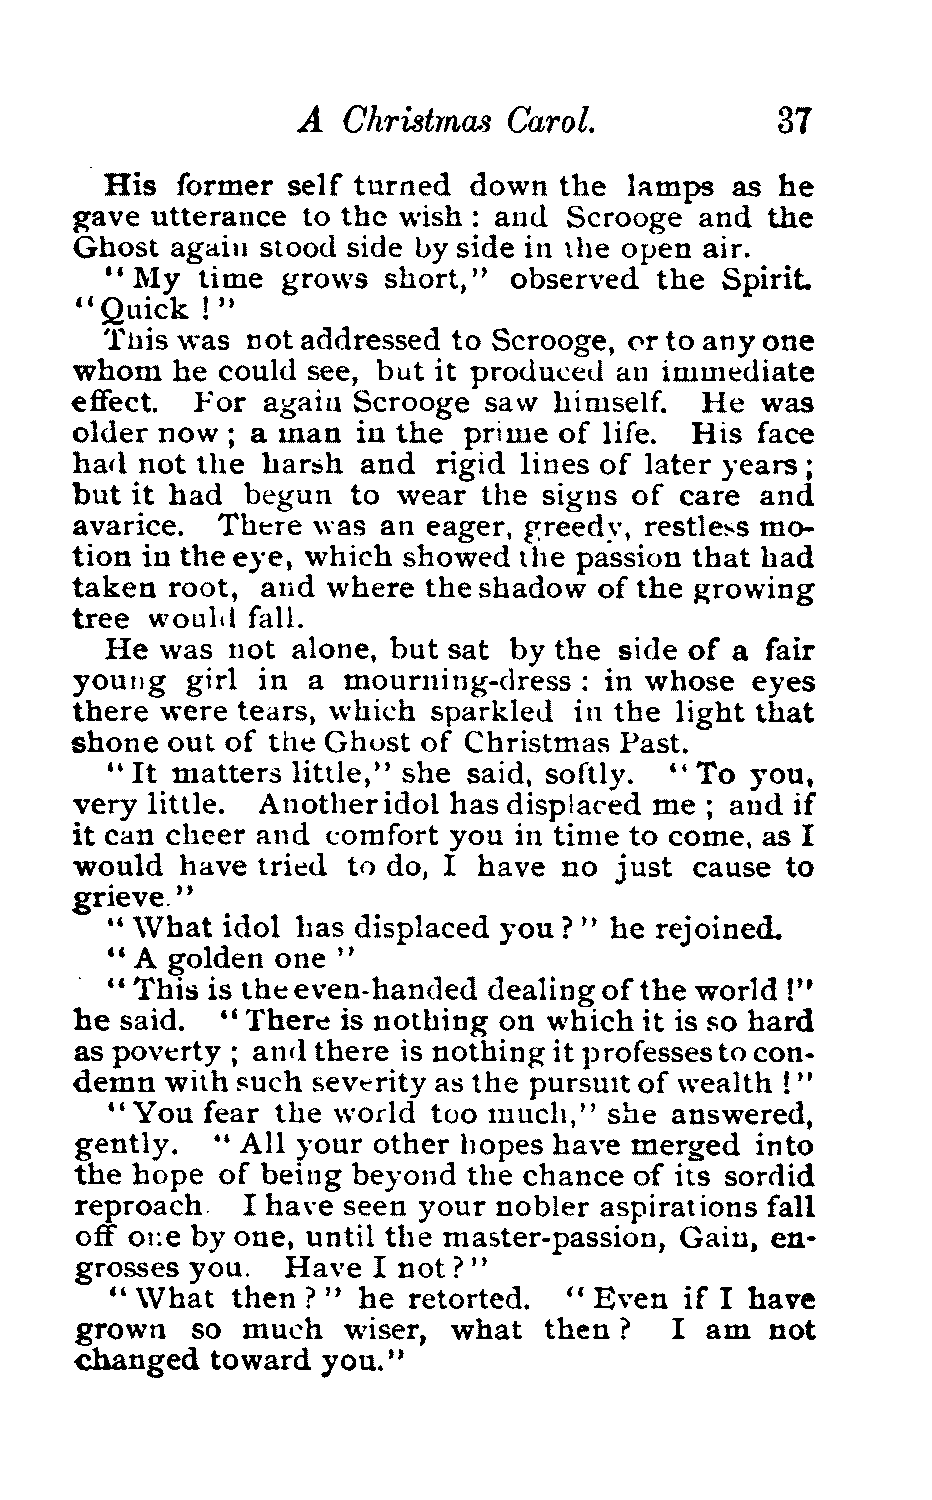 A Christmas Carol. 37
His former self turned down the lamps as he
gave utterance to the wish : and Scrooge and the
Ghost again stood side by side in the open air.
"My time grows short," observed the Spirit.
"Quick !"
This was not addressed to Scrooge, or to any one
whom he could see, but it produced an immediate
effect. For again Scrooge saw himself. He was
older now ; a man in the prime of life. His face
had not the harsh and rigid lines of later years ;
but it had begun to wear the signs of care and
avarice. There was an eager, greedy, restless mo-
tion in the eye, which showed the passion that had
taken root, and where the shadow of the growing
tree would fall.
He was not alone, but sat by the side of a fair
young girl in a mourning-dress : in whose eyes
there were tears, which sparkled in the light that
shone out of the Ghost of Christmas Past.
"It matters little," she said, softly. "To you,
very little. Another idol has displaced me ; and if
it can cheer and comfort you in time to come, as I
would have tried to do, I have no just cause to
grieve."
"What idol has displaced you ?" he rejoined.
"A golden one "
"This is the even-handed dealing of the world !"
he said. "There is nothing on which it is so hard
as poverty ; and there is nothing it professes to con-
demn with such severity as the pursuit of wealth !"
"You fear the world too much," she answered,
gently. "All your other hopes have merged into
the hope of being beyond the chance of its sordid
reproach. I have seen your nobler aspirations fall
off one by one, until the master-passion, Gain, en-
grosses you. Have I not ?"
"What then ?" he retorted. "Even if I have
grown so much wiser, what then ? I am not
changed toward you."